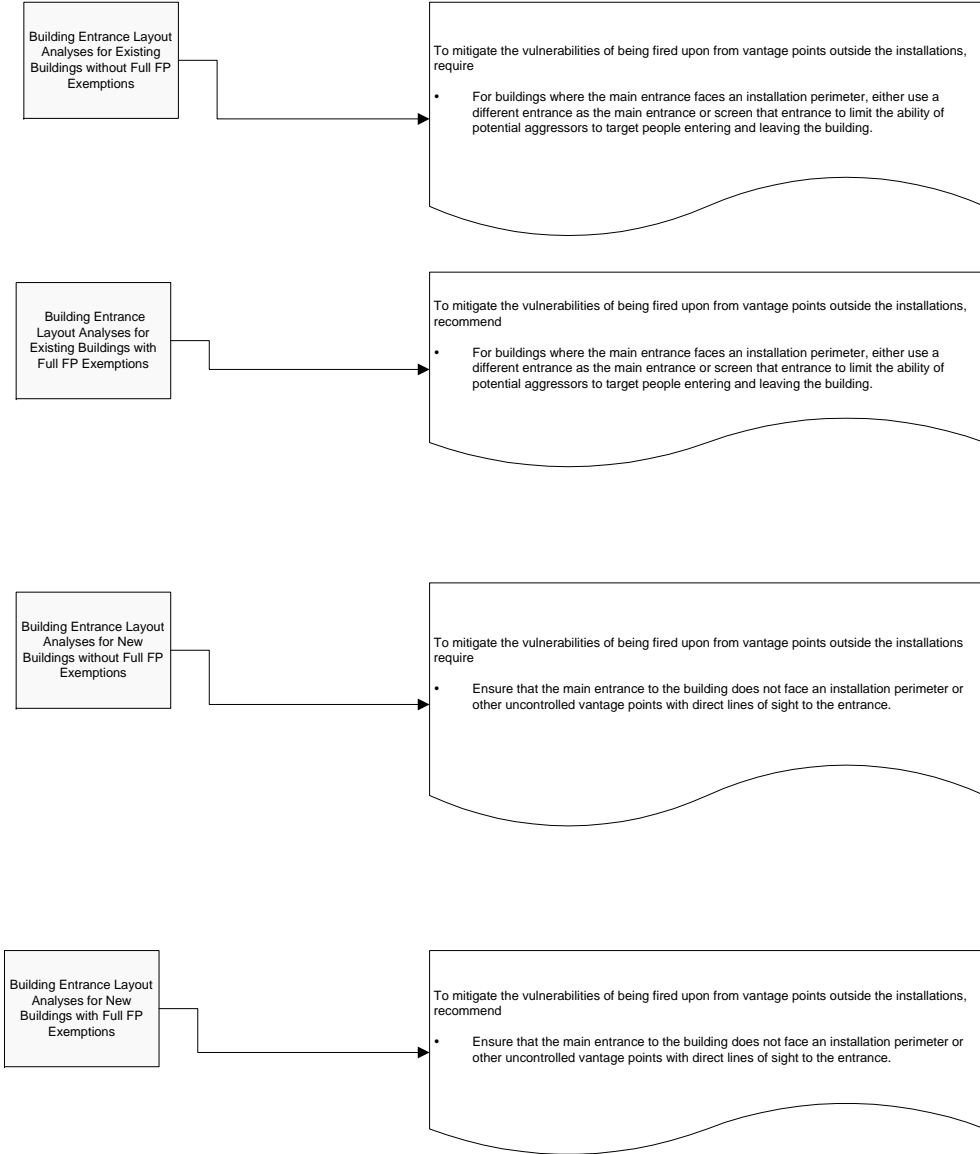 Building Entrance Layout
Analyses for Existing
Buildings without Full FP
Exemptions
To mitigate the vulnerabilities of being fired upon from vantage points outside the installations,
require
• For buildings where the main entrance faces an installation perimeter, either use a
different entrance as the main entrance or screen that entrance to limit the ability of
potential aggressors to target people entering and leaving the building.
Building Entrance
Layout Analyses for
Existing Buildings with
Full FP Exemptions
To mitigate the vulnerabilities of being fired upon from vantage points outside the installations,
recommend
• For buildings where the main entrance faces an installation perimeter, either use a
different entrance as the main entrance or screen that entrance to limit the ability of
potential aggressors to target people entering and leaving the building.
Building Entrance Layout
Analyses for New
Buildings without Full FP
Exemptions
To mitigate the vulnerabilities of being fired upon from vantage points outside the installations
require
• Ensure that the main entrance to the building does not face an installation perimeter or
other uncontrolled vantage points with direct lines of sight to the entrance.
Building Entrance Layout
Analyses for New
Buildings with Full FP
Exemptions
To mitigate the vulnerabilities of being fired upon from vantage points outside the installations,
recommend
• Ensure that the main entrance to the building does not face an installation perimeter or
other uncontrolled vantage points with direct lines of sight to the entrance.